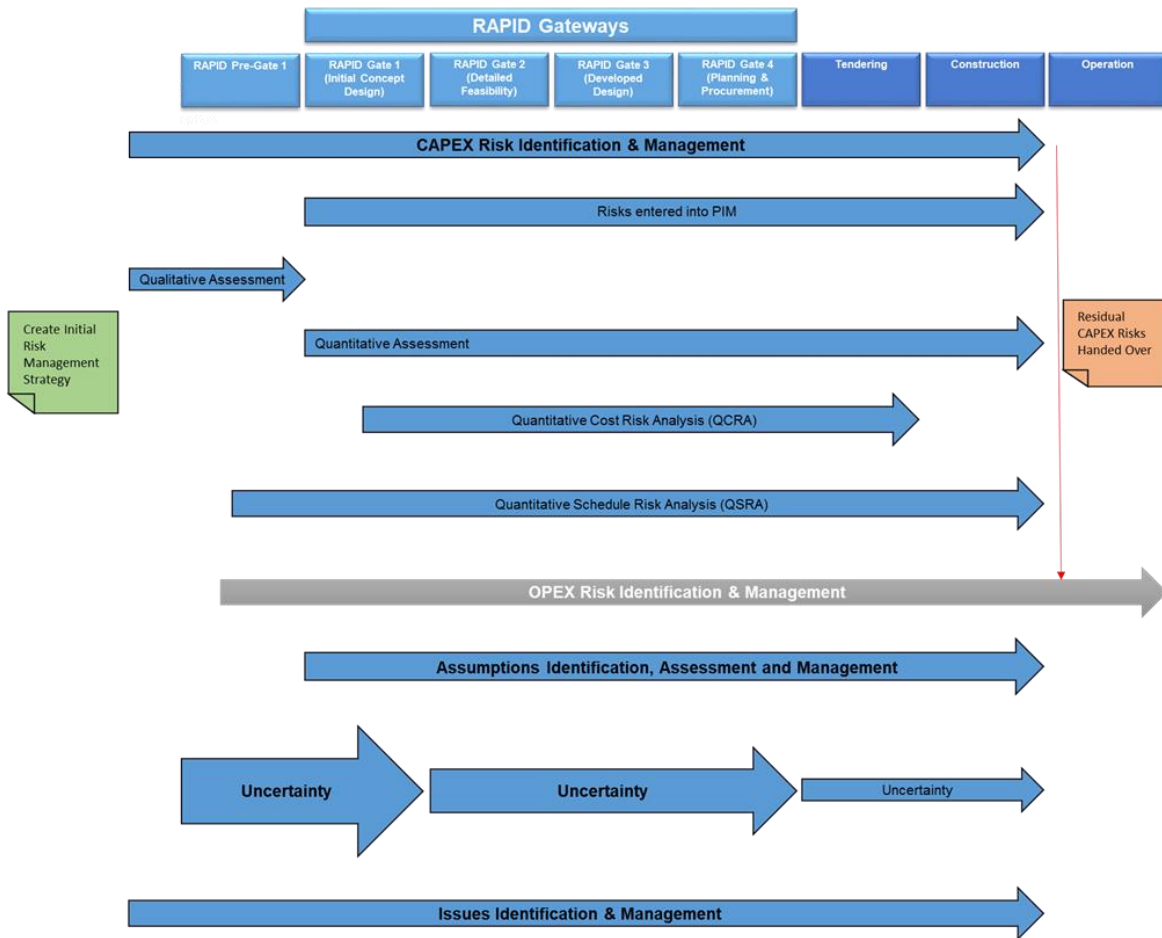 RAPID Gateways
RAPID Pre-Gate 1
RAPID Gate 1
(Initial Concept
Design)
RAPID Gate 2
(Detailed
Feasibility)
RAPID Gate 3
(Developed
Design)
RAPID Gate 4
(Planning &
Procurement)
Tendering
Construction
Operation
CAPEX Risk Identification & Management
Risks entered into PIM
Qualitative Assessment
Create Initial
Risk
Management
Strategy
Quantitative Assessment
Residual
CAPEX Risks
Handed Over
Quantitative Cost Risk Analysis (QCRA)
Quantitative Schedule Risk Analysis (QSRA)
OPEX Risk Identification & Management
Assumptions Identification, Assessment and Management
Uncertainty
Uncertainty
Uncertainty
Issues Identification & Management